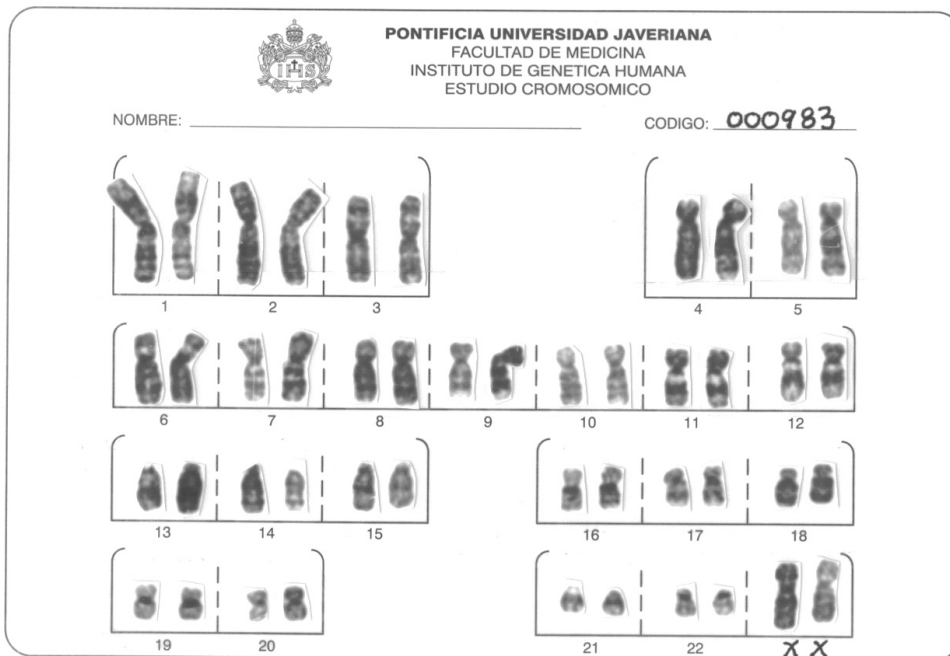 IHS
PONTIFICIA UNIVERSIDAD JAVERIANA
FACULTAD DE MEDICINA
INSTITUTO DE GENETICA HUMANA
ESTUDIO CROMOSOMICO
NOMBRE:
CODIGO: 000983
1 2 3 4 5
6 7 8 9 10 11 12
13 14 15 16 17 18
19 20 21 22 X X